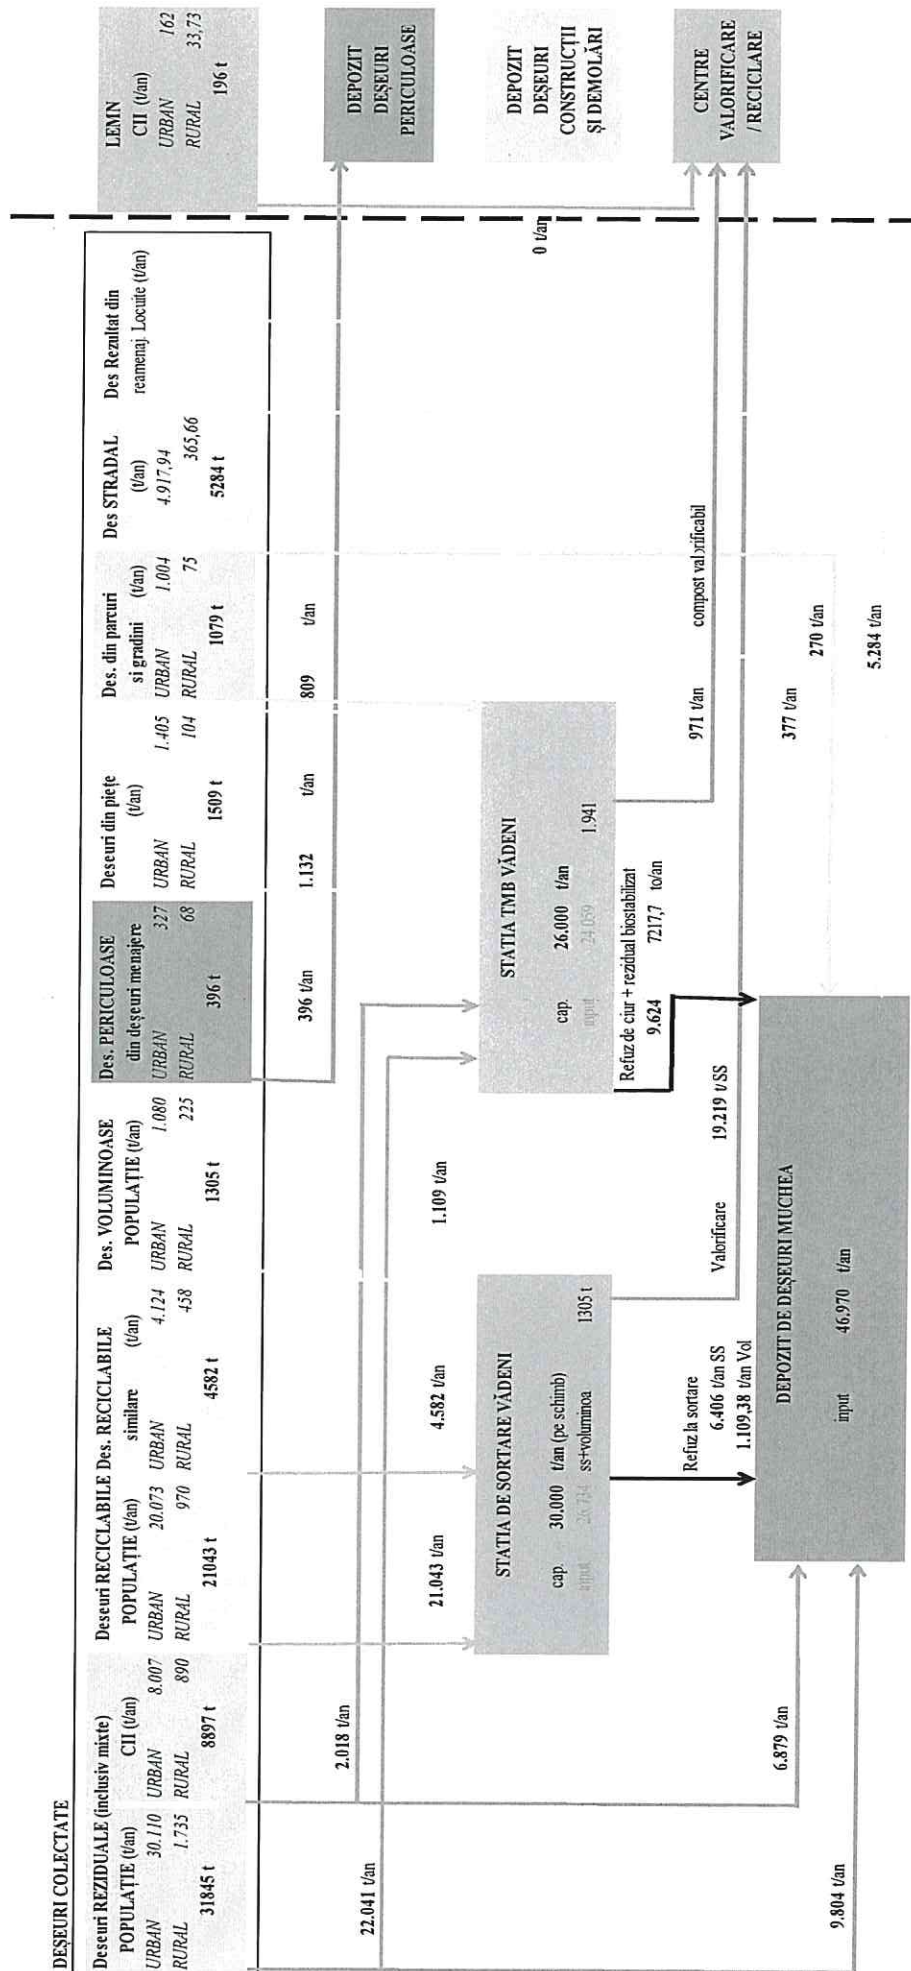 DEȘEURI COLECTATE
Deseuri REZIDUALE (inclusiv mixte)
POPULAȚIE (t/an)
URBAN 30.110
RURAL 1.735
31845 t
CII (t/an)
URBAN 8.007
RURAL 890
8897 t
Deseuri RECICLABILE
POPULAȚIE (t/an)
URBAN 20.073
RURAL 970
21043 t
Des. RECICLABILE
similare (t/an)
URBAN 4.124
RURAL 458
4582 t
Des. VOLUMINOASE
POPULAȚIE (t/an)
URBAN 1.080
RURAL 225
1305 t
Des. PERICULOASE
din deșeuri menajere
URBAN 327
RURAL 68
396 t
Deseuri din piețe
(t/an)
URBAN 1.405
RURAL 104
1509 t
Des. din parcuri
si gradini (t/an)
URBAN 1.004
RURAL 75
1079 t
Des STRADAL
(t/an)
4.917,94
365,66
5284 t
Des Rezultat din
reamenaj. Locuite (t/an)
LEMN
CII (t/an)
URBAN 162
RURAL 33,73
196 t
396 t/an
1.132 t/an
809 t/an
DEPOZIT
DEȘEURI
PERICULOASE
22.041 t/an
2.018 t/an
21.043 t/an
4.582 t/an
1.109 t/an
STATIA DE SORTARE VĂDENI
cap. 30.000 t/an (pe schimb)
input 26.734 ss+voluminoa 1305 t
STATIA TMB VĂDENI
cap. 26.000 t/an
input 24.059 1.941
DEPOZIT
DEȘEURI
CONSTRUCȚII
ȘI DEMOLĂRI
0 t/an
Refuz de ciur + rezidual biostabilizat
9.624 7217,7 to/an
971 t/an compost valorificabil
CENTRE
VALORIFICARE
/ RECICLARE
Refuz la sortare
6.406 t/an SS
1.109,38 t/an Vol
Valorificare 19.219 t/ SS
377 t/an
270 t/an
5.284 t/an
6.879 t/an
9.804 t/an
DEPOZIT DE DEȘEURI MUCHEA
input 46.970 t/an